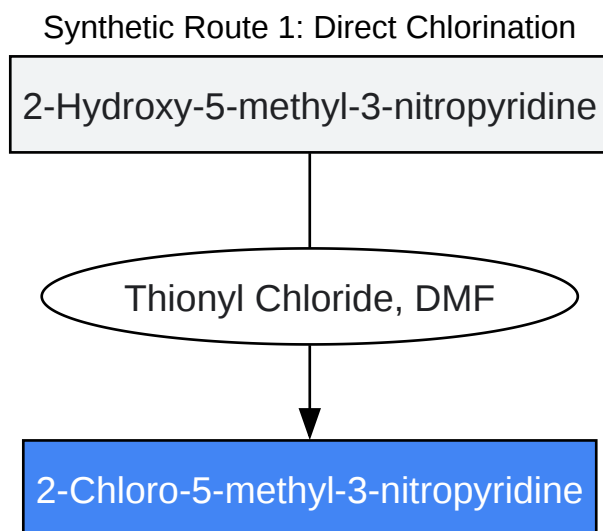 Synthetic Route 1: Direct Chlorination
2-Hydroxy-5-methyl-3-nitropyridine
Thionyl Chloride, DMF
2-Chloro-5-methyl-3-nitropyridine